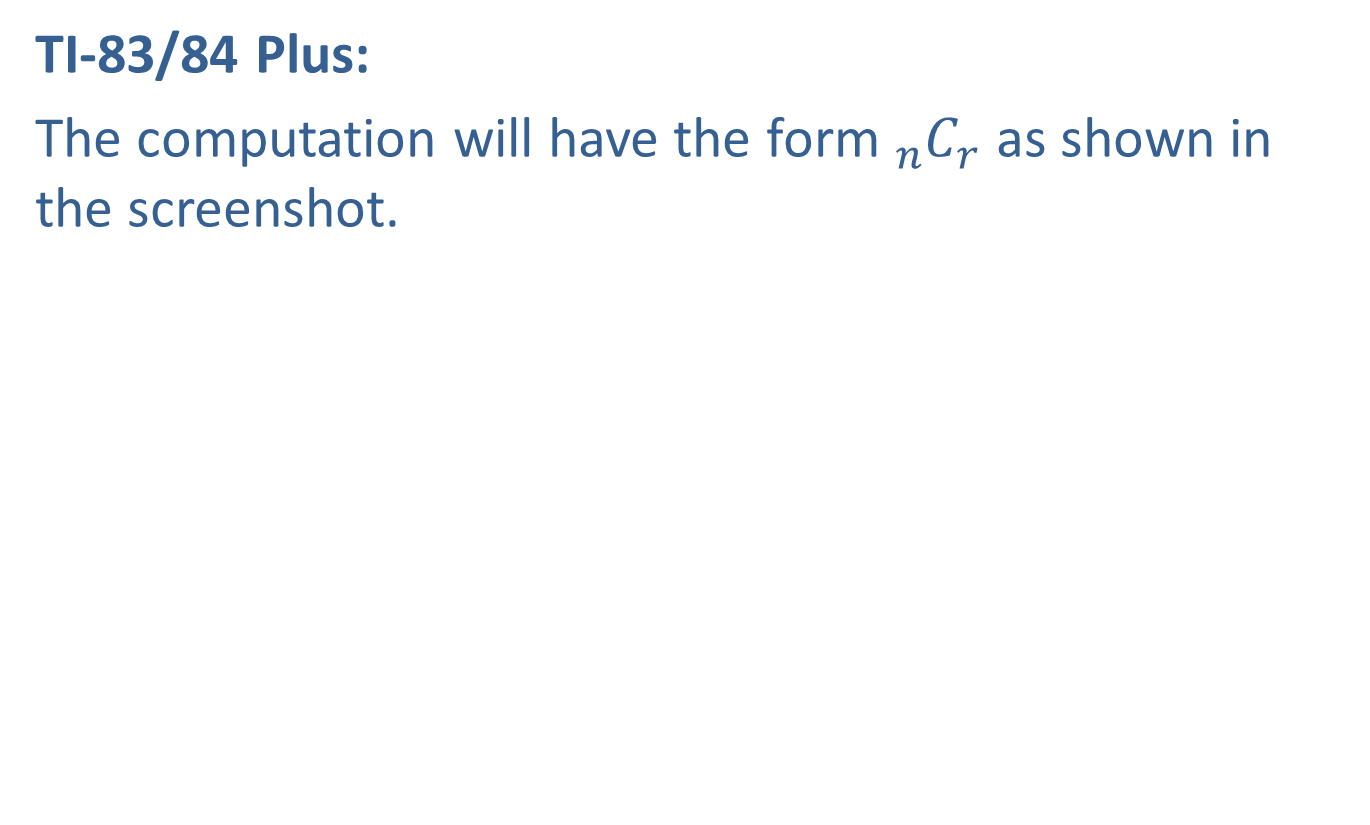 TI-83/84 Plus:
The computation will have the form ₙCᵣ as shown in
the screenshot.